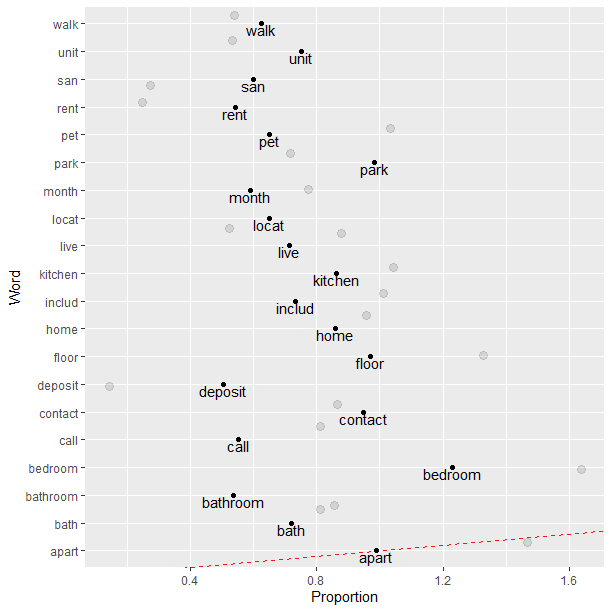 walk
walk
unit
unit
san
san
rent
rent
pet
pet
park
park
month
month
locat
locat
live
live
kitchen
kitchen
includ
includ
home
home
floor
floor
deposit
deposit
contact
contact
call
call
bedroom
bedroom
bathroom
bathroom
bath
bath
apart
apart
Word
0.4 0.8 1.2 1.6
Proportion